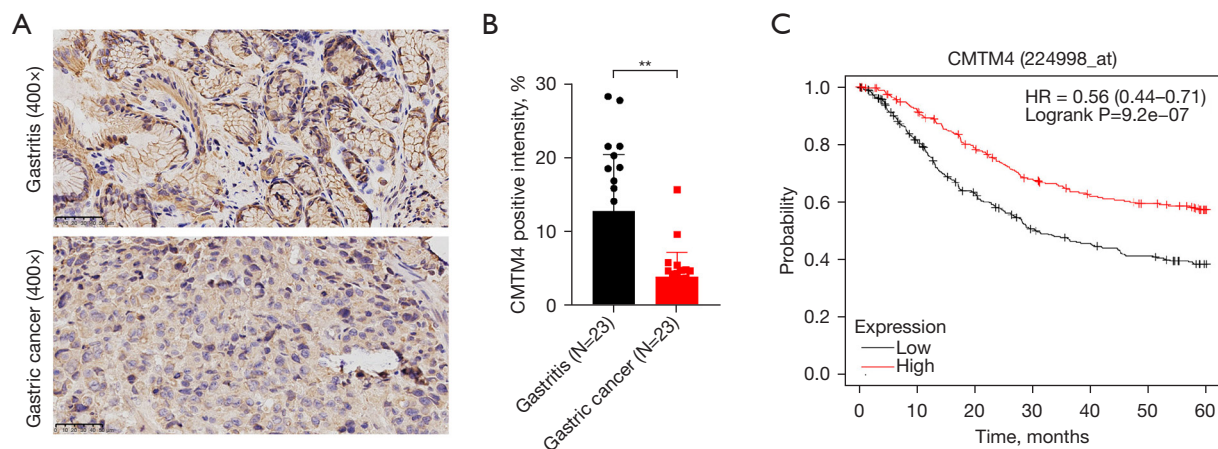 A
Gastritis (400×)
Gastric cancer (400×)
B
CMTM4 positive intensity, %
30
20
10
0
**
Gastritis (N=23)
Gastric cancer (N=23)
C
CMTM4 (224998_at)
HR = 0.56 (0.44–0.71)
Logrank P=9.2e−07
Probability
1.0
0.8
0.6
0.4
0.2
0.0
Expression
Low
High
0 10 20 30 40 50 60
Time, months